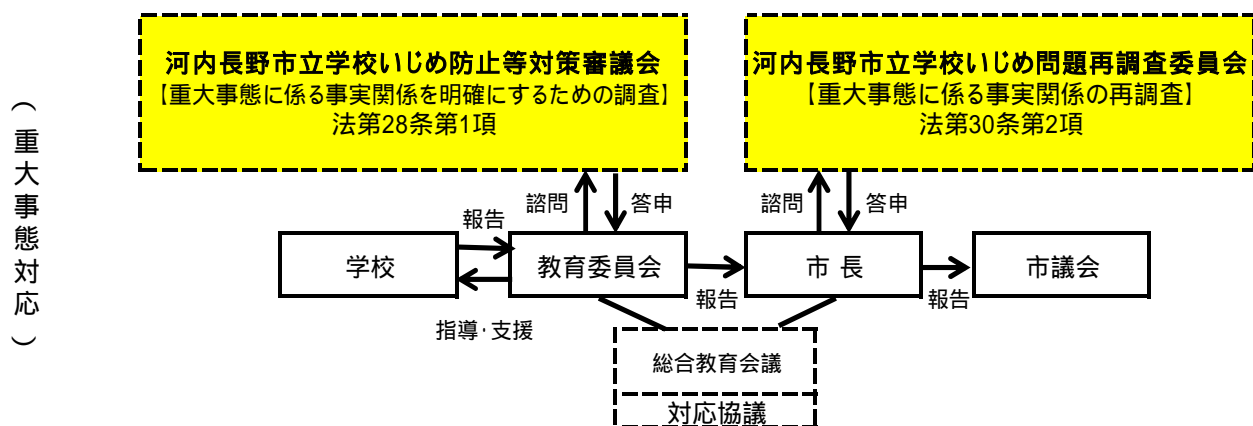 (重大事態対応)
河内長野市立学校いじめ防止等対策審議会
【重大事態に係る事実関係を明確にするための調査】
法第28条第1項
河内長野市立学校いじめ問題再調査委員会
【重大事態に係る事実関係の再調査】
法第30条第2項
諮問
答申
諮問
答申
報告
学校
教育委員会
市 長
市議会
報告
報告
指導・支援
総合教育会議
対応協議